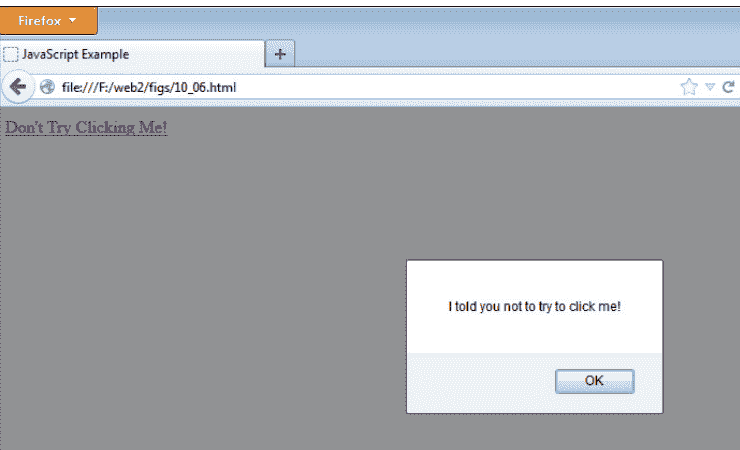 Firefox
JavaScript Example
file:///F:/web2/figs/10_06.html
Don't Try Clicking Me!
I told you not to try to click me!
OK